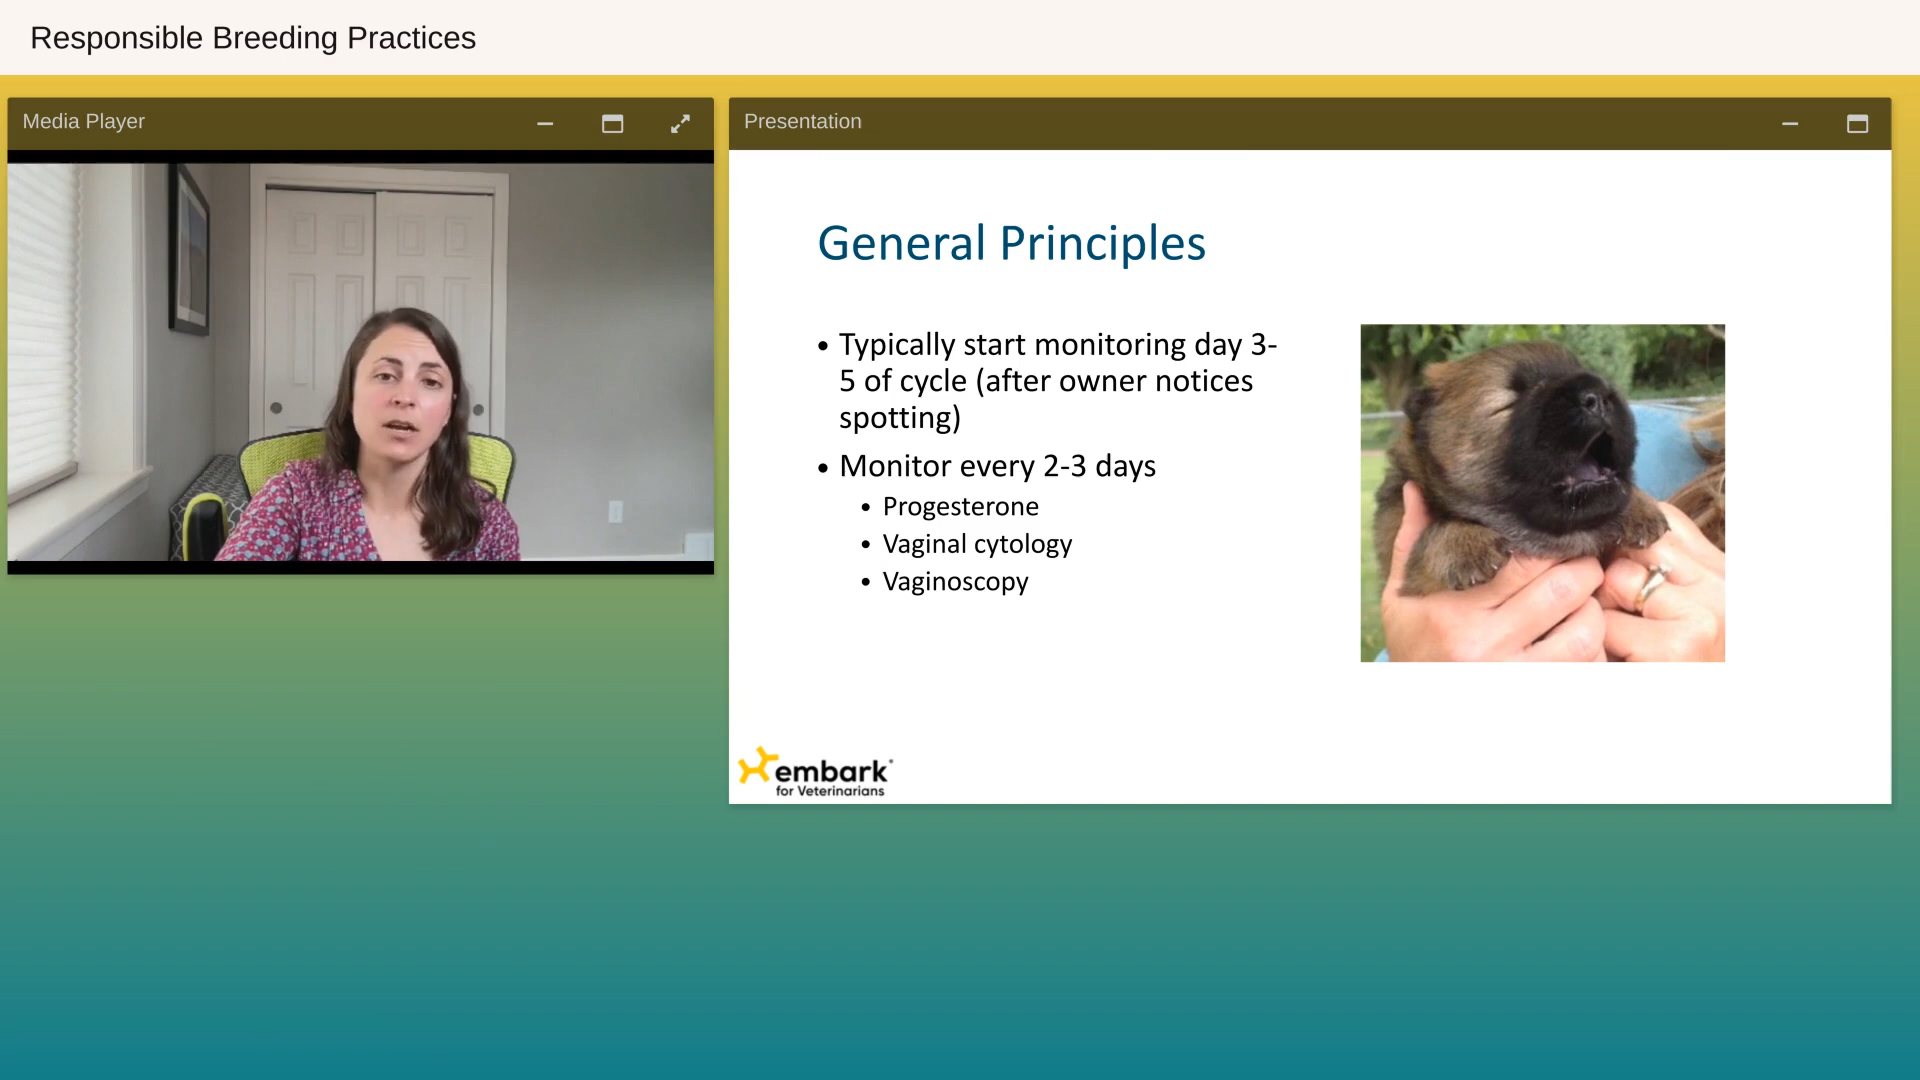 Responsible Breeding Practices
Media Player
Presentation
General Principles
• Typically start monitoring day 3-
5 of cycle (after owner notices
spotting)
• Monitor every 2-3 days
• Progesterone
• Vaginal cytology
• Vaginoscopy
embark
for Veterinarians